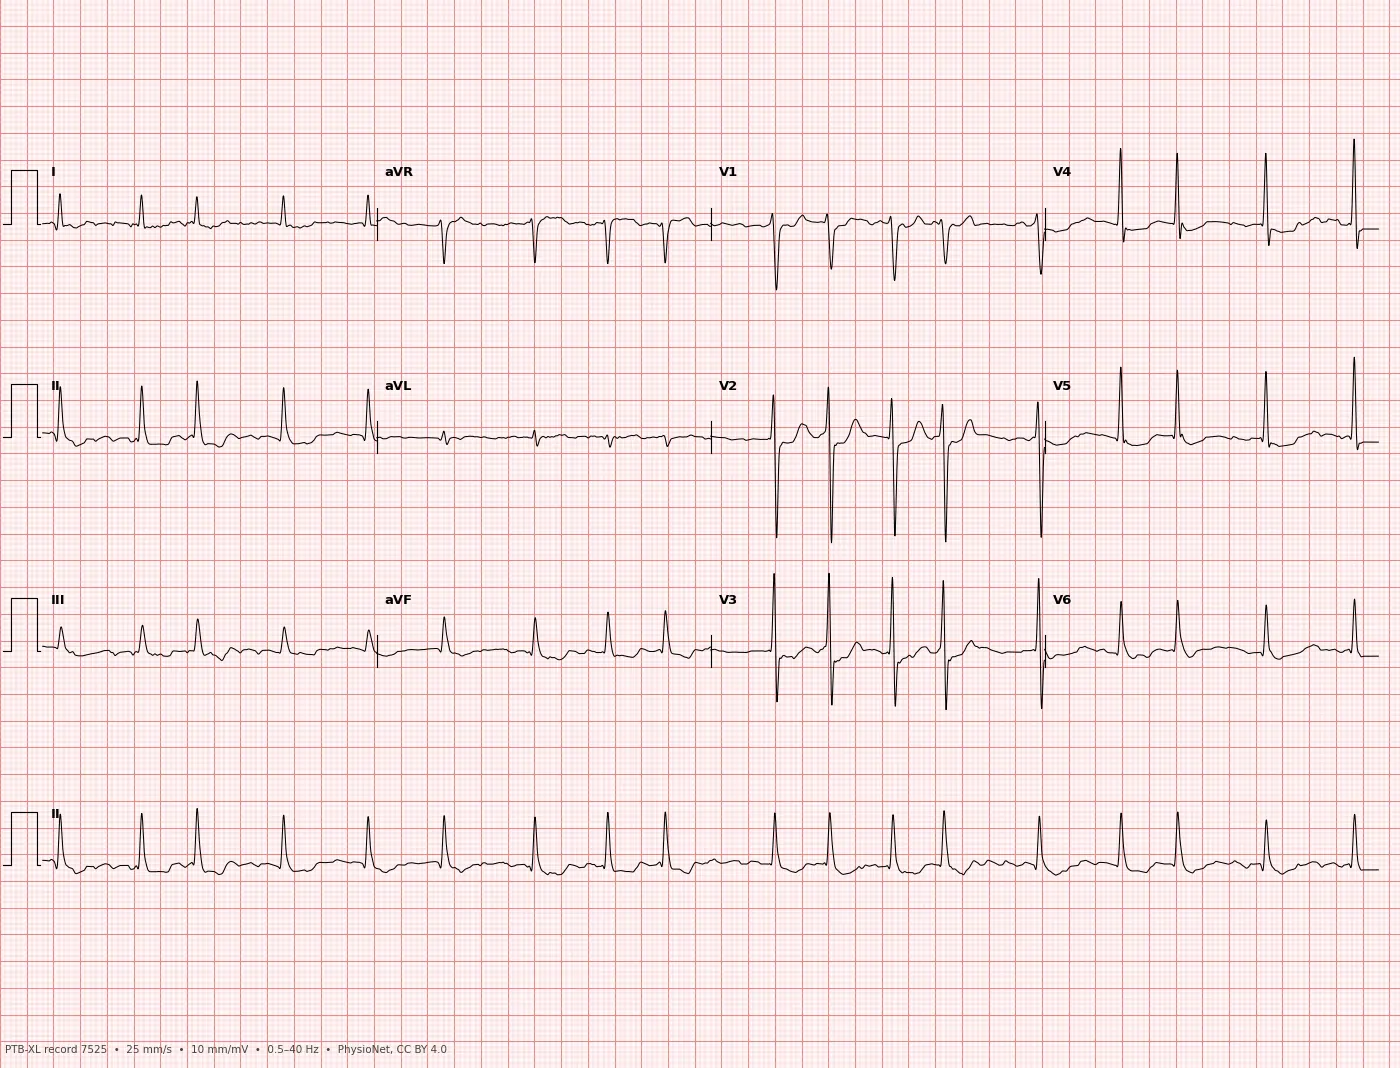 I aVR V1 V4
II aVL V2 V5
III aVF V3 V6
II
PTB-XL record 7525 • 25 mm/s • 10 mm/mV • 0.5–40 Hz • PhysioNet, CC BY 4.0